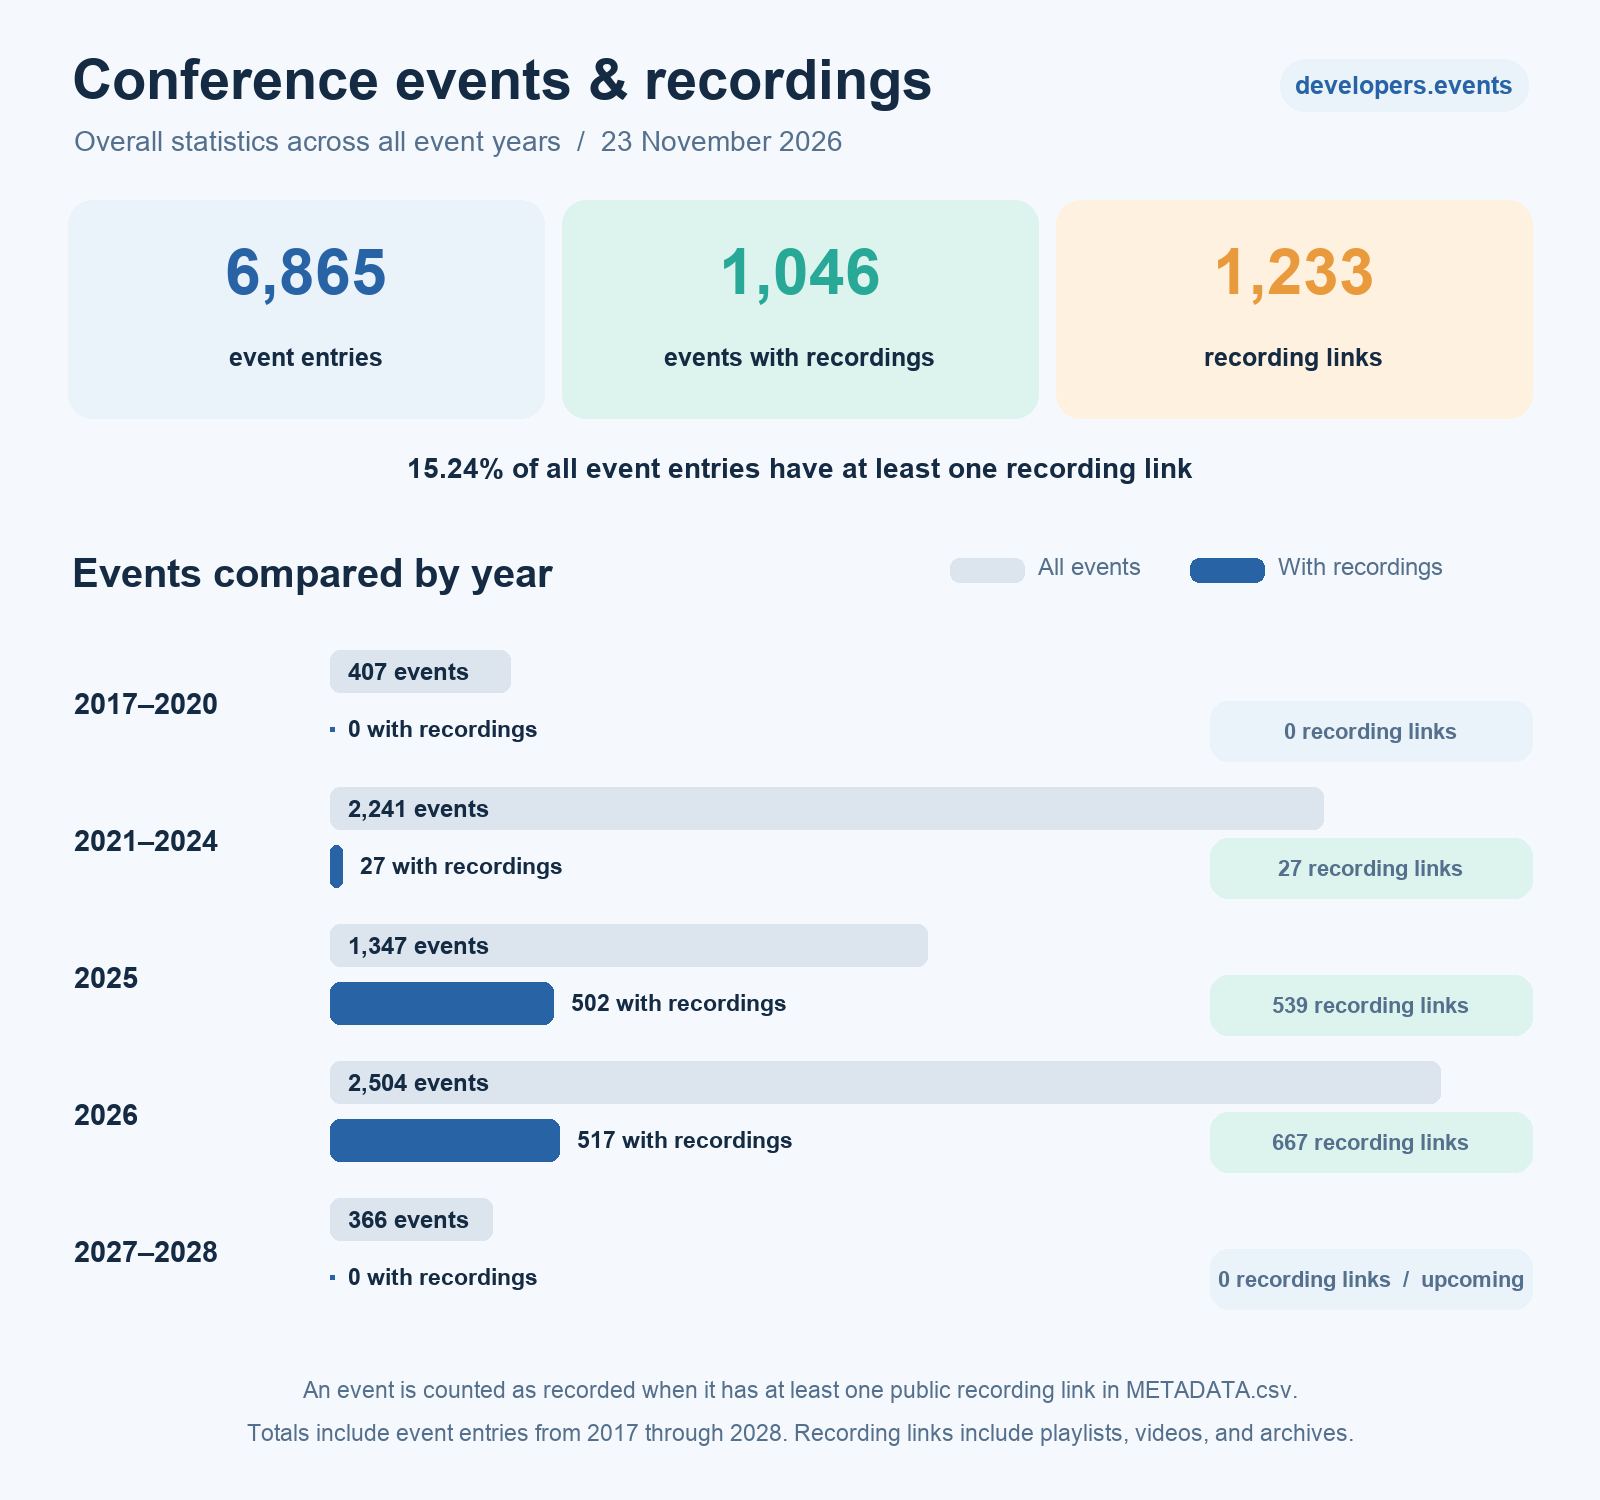 Conference events & recordings
developers.events
Overall statistics across all event years / 23 November 2026
6,865
event entries
1,046
events with recordings
1,233
recording links
15.24% of all event entries have at least one recording link
Events compared by year
All events
With recordings
2017–2020
407 events
0 with recordings
0 recording links
2021–2024
2,241 events
27 with recordings
27 recording links
2025
1,347 events
502 with recordings
539 recording links
2026
2,504 events
517 with recordings
667 recording links
2027–2028
366 events
0 with recordings
0 recording links / upcoming
An event is counted as recorded when it has at least one public recording link in METADATA.csv.
Totals include event entries from 2017 through 2028. Recording links include playlists, videos, and archives.